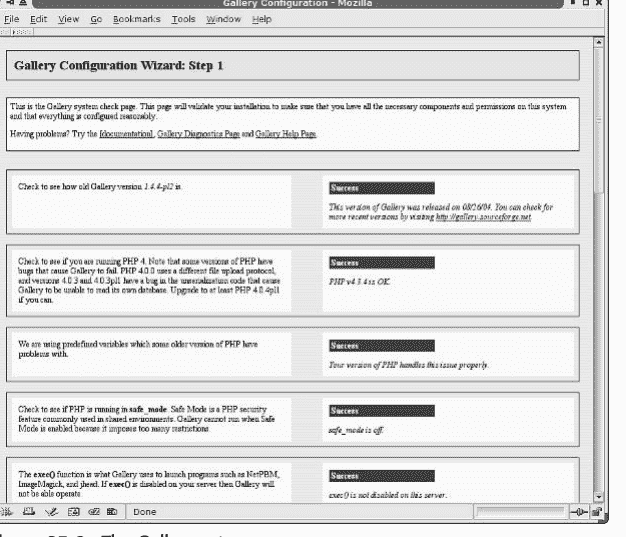 Gallery Configuration - Mozilla
File Edit View Go Bookmarks Tools Window Help
Gallery Configuration Wizard: Step 1
This is the Gallery system check page. This page will validate your installation to make sure that you have all the necessary components and permissions on this system
and that everything is configured reasonably.
Having problems? Try the [documentation], Gallery Diagnostics Page and Gallery Help Page.
Check to see how old Gallery version 1.4.4-pl2 is.
Success
This version of Gallery was released on 08/26/04. You can check for
more recent versions by visiting http://gallery.sourceforge.net
Check to see if you are running PHP 4. Note that some versions of PHP have
bugs that cause Gallery to fail. PHP 4.0.0 uses a different file upload protocol,
and versions 4.0.3 and 4.0.3pl1 have a bug in the unserialization code that cause
Gallery to be unable to read its own database. Upgrade to at least PHP 4.0.4pl1
if you can.
Success
PHP v4.3.4 is OK.
We are using predefined variables which some older version of PHP have
problems with.
Success
Your version of PHP handles this issue properly.
Check to see if PHP is running in safe_mode. Safe Mode is a PHP security
feature commonly used in shared environments. Gallery cannot run when Safe
Mode is enabled because it imposes too many restrictions.
Success
safe_mode is off.
The exec() function is what Gallery uses to launch programs such as NetPBM,
ImageMagick, and jhead. If exec() is disabled on your server then Gallery will
not be able operate.
Success
exec() is not disabled on this server.
Done